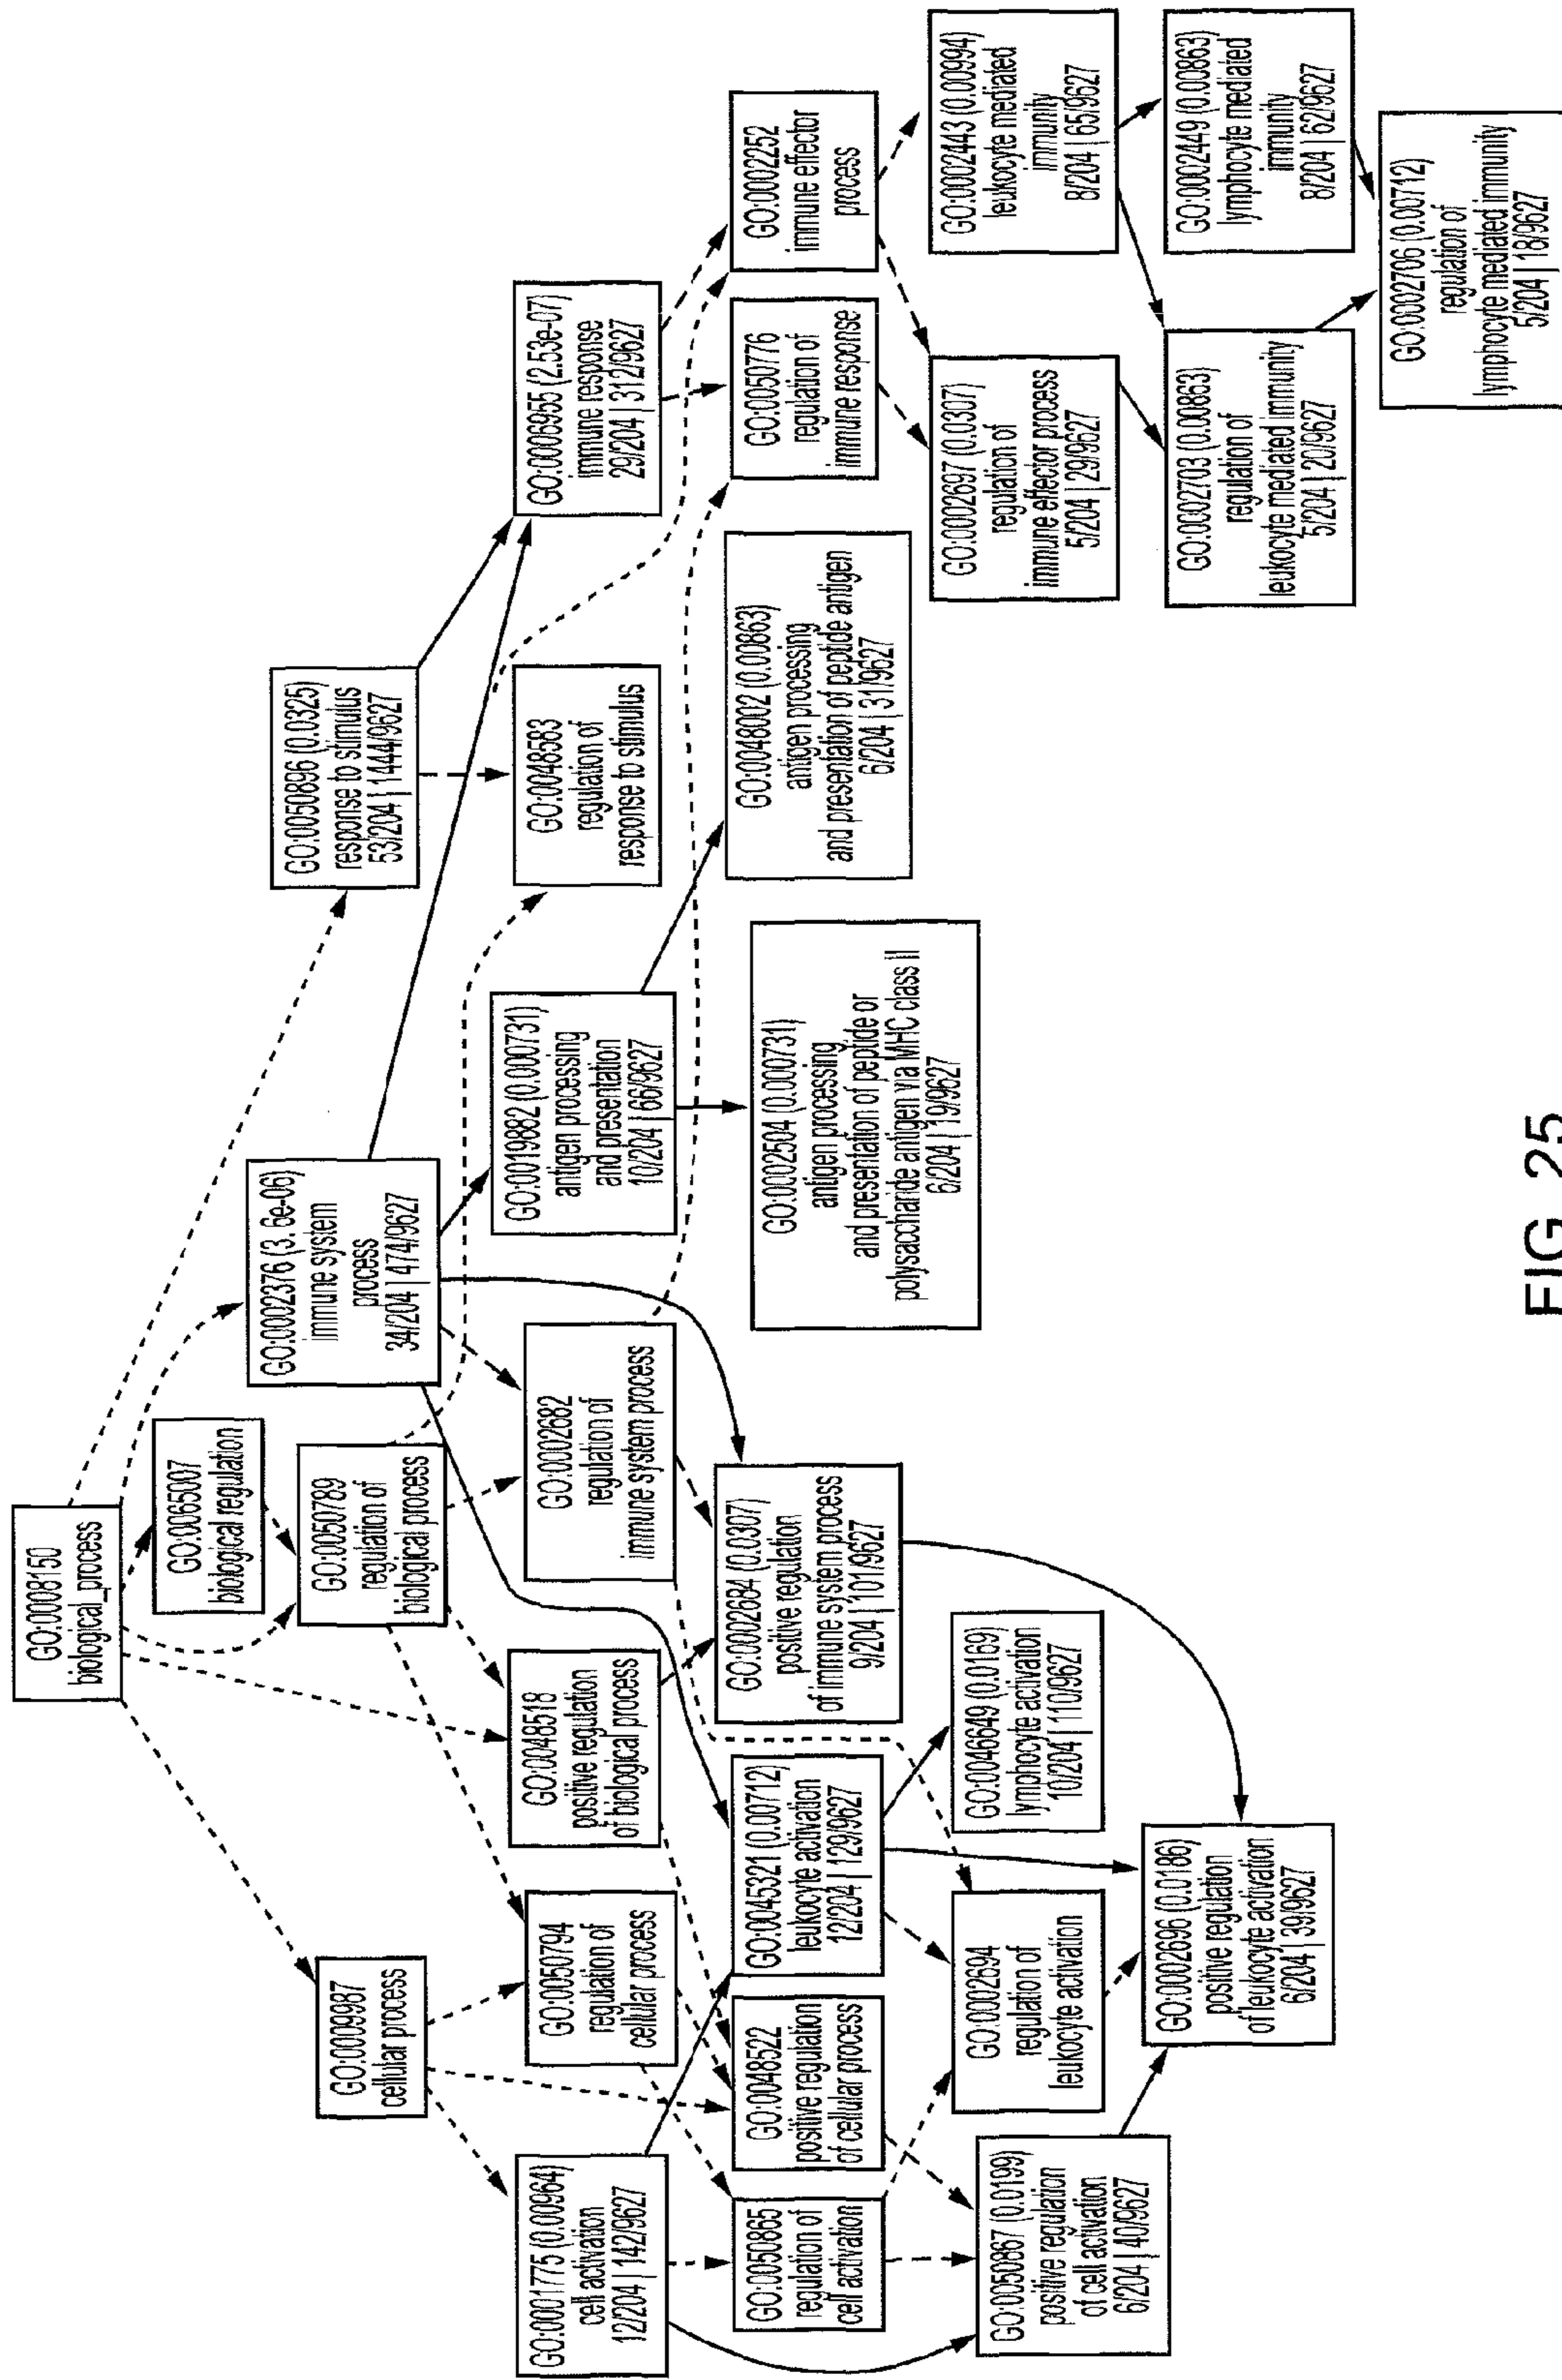 GO:0008150
biological_process
GO:0065007
biological regulation
GO:0002376 (3. 6e-06)
immune system
process
34/204 | 474/9627
GO:0050896 (0.0325)
response to stimulus
53/204 | 1444/9627
GO:0009987
cellular process
GO:0050789
regulation of
biological process
GO:0001775 (0.00964)
cell activation
12/204 | 142/9627
GO:0050794
regulation of
cellular process
GO:0048518
positive regulation
of biological process
GO:0002682
regulation of
immune system process
GO:0019882 (0.000731)
antigen processing
and presentation
10/204 | 66/9627
GO:0048583
regulation of
response to stimulus
GO:0006955 (2.53e-07)
immune response
29/204 | 312/9627
GO:0050865
regulation of
cell activation
GO:0048522
positive regulation
of cellular process
GO:0045321 (0.00712)
leukocyte activation
12/204 | 129/9627
GO:0002684 (0.0307)
positive regulation
of immune system process
9/204 | 101/9627
GO:0002504 (0.000731)
antigen processing
and presentation of peptide or
polysaccharide antigen via MHC class II
6/204 | 19/9627
GO:0048002 (0.00863)
antigen processing
and presentation of peptide antigen
6/204 | 31/9627
GO:0050776
regulation of
immune response
GO:0002252
immune effector
process
GO:0050867 (0.0199)
positive regulation
of cell activation
6/204 | 40/9627
GO:0002694
regulation of
leukocyte activation
GO:0046649 (0.0169)
lymphocyte activation
10/204 | 110/9627
GO:0002697 (0.0307)
regulation of
immune effector process
5/204 | 29/9627
GO:0002443 (0.00994)
leukocyte mediated
immunity
8/204 | 65/9627
GO:0002696 (0.0186)
positive regulation
of leukocyte activation
6/204 | 39/9627
GO:0002703 (0.00863)
regulation of
leukocyte mediated immunity
5/204 | 20/9627
GO:0002449 (0.00863)
lymphocyte mediated
immunity
8/204 | 62/9627
GO:0002706 (0.00712)
regulation of
lymphocyte mediated immunity
5/204 | 18/9627
FIG. 25